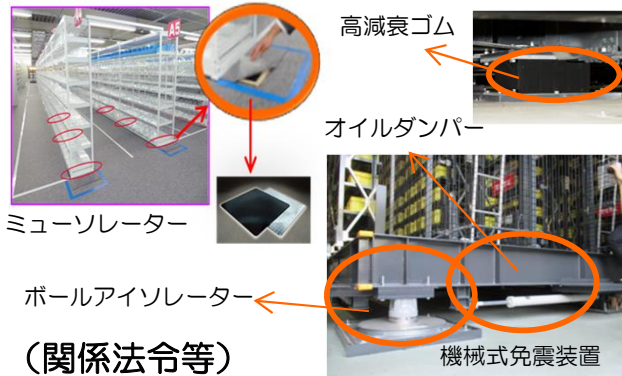 A5
高減衰ゴム
オイルダンパー
ミューソレーター
ボールアイソレーター
機械式免震装置
（関係法令等）